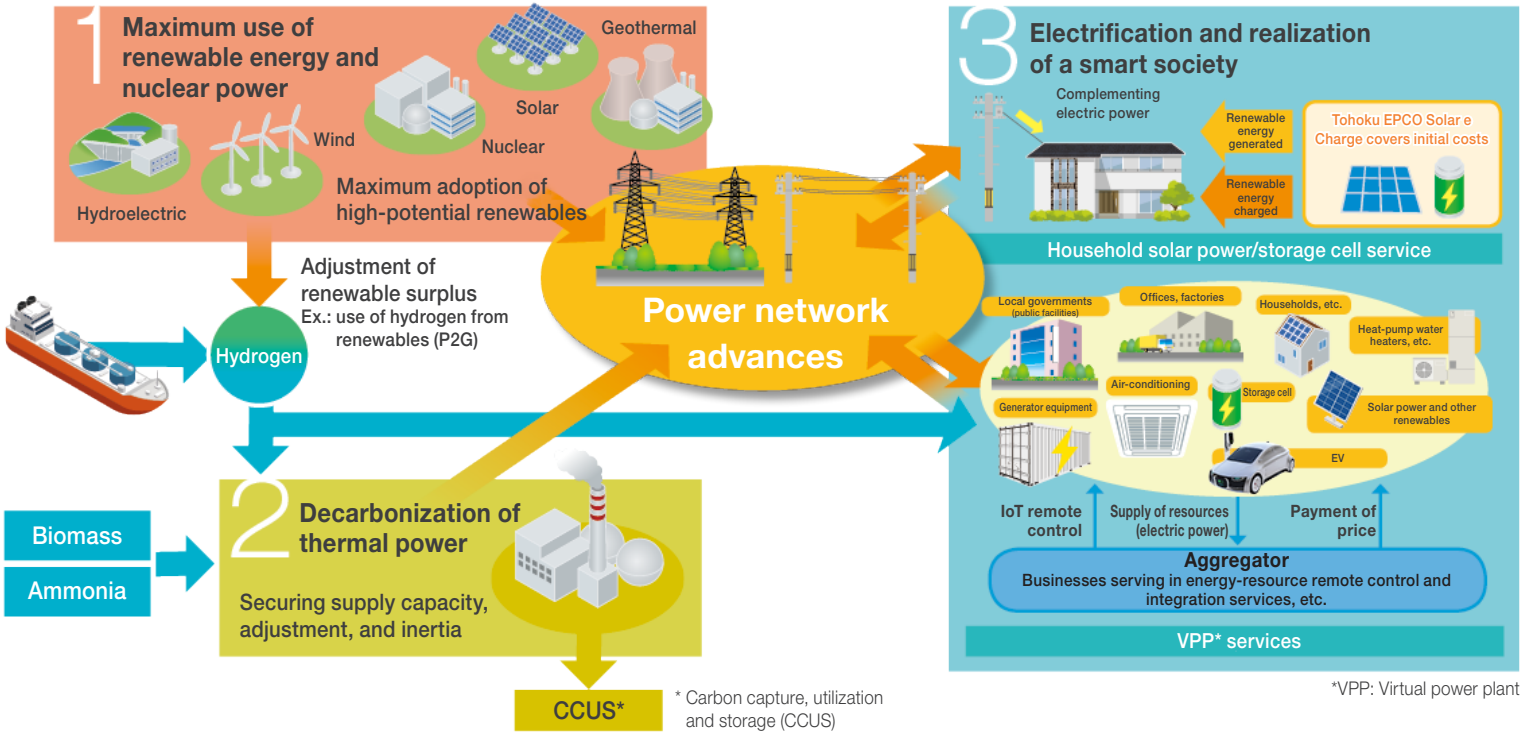 1
Maximum use of
renewable energy and
nuclear power
Geothermal
Solar
Nuclear
Wind
Hydroelectric
Maximum adoption of
high-potential renewables
Adjustment of
renewable surplus
Ex.: use of hydrogen from
renewables (P2G)
Hydrogen
Power network
advances
2
Decarbonization of
thermal power
Securing supply capacity,
adjustment, and inertia
Biomass
Ammonia
CCUS*
* Carbon capture, utilization
and storage (CCUS)
3
Electrification and realization
of a smart society
Complementing
electric power
Renewable
energy
generated
Renewable
energy
charged
Tohoku EPCO Solar e
Charge covers initial costs
Household solar power/storage cell service
Local governments
(public facilities)
Offices, factories
Households, etc.
Heat-pump water
heaters, etc.
Generator equipment
Air-conditioning
Storage cell
Solar power and other
renewables
EV
IoT remote
control
Supply of resources
(electric power)
Payment of
price
Aggregator
Businesses serving in energy-resource remote control and
integration services, etc.
VPP* services
*VPP: Virtual power plant